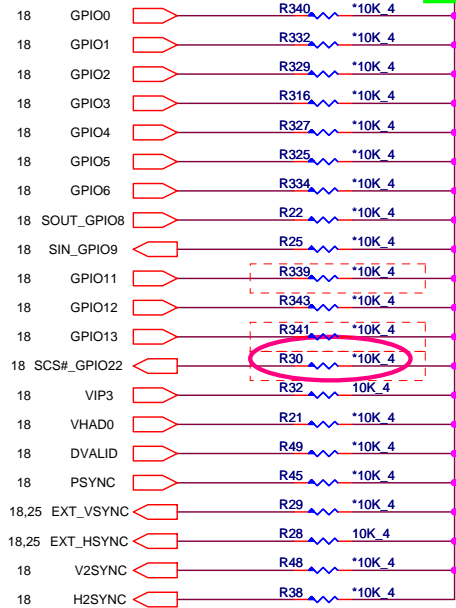 18 GPIO0 R340 *10K_4
18 GPIO1 R332 *10K_4
18 GPIO2 R329 *10K_4
18 GPIO3 R316 *10K_4
18 GPIO4 R327 *10K_4
18 GPIO5 R325 *10K_4
18 GPIO6 R334 *10K_4
18 SOUT_GPIO8 R22 *10K_4
18 SIN_GPIO9 R25 *10K_4
18 GPIO11 R339 *10K_4
18 GPIO12 R343 *10K_4
18 GPIO13 R341 *10K_4
18 SCS#_GPIO22 R30 *10K_4
18 VIP3 R32 10K_4
18 VHAD0 R21 *10K_4
18 DVALID R49 *10K_4
18 PSYNC R45 *10K_4
18,25 EXT_VSYNC R29 *10K_4
18,25 EXT_HSYNC R28 10K_4
18 V2SYNC R48 *10K_4
18 H2SYNC R38 *10K_4